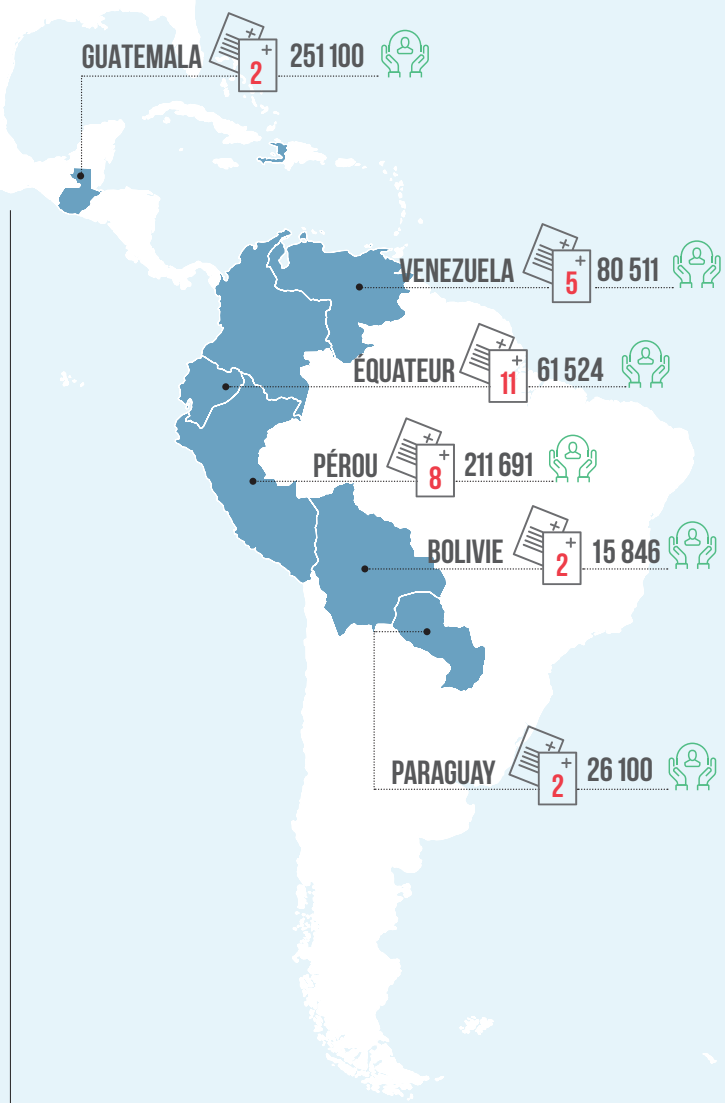 GUATEMALA 2 251 100
VENEZUELA 5 80 511
ÉQUATEUR 11 61 524
PÉROU 8 211 691
BOLIVIE 2 15 846
PARAGUAY 2 26 100